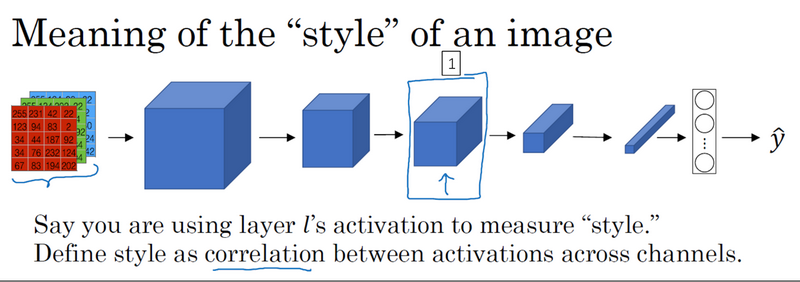 Meaning of the “style” of an image
1
255 231 42 22
123 94 83 2
34 44 187 92
34 76 232 124
67 83 194 202
ŷ
Say you are using layer l’s activation to measure “style.”
Define style as correlation between activations across channels.